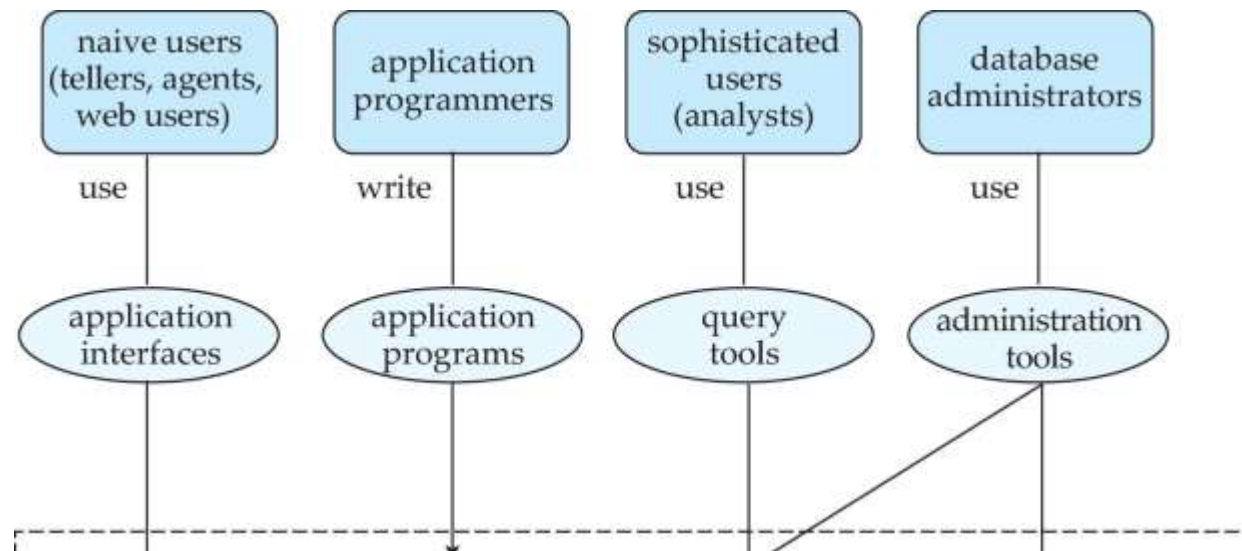 naive users
(tellers, agents,
web users)
application
programmers
sophisticated
users
(analysts)
database
administrators
use
write
use
use
application
interfaces
application
programs
query
tools
administration
tools